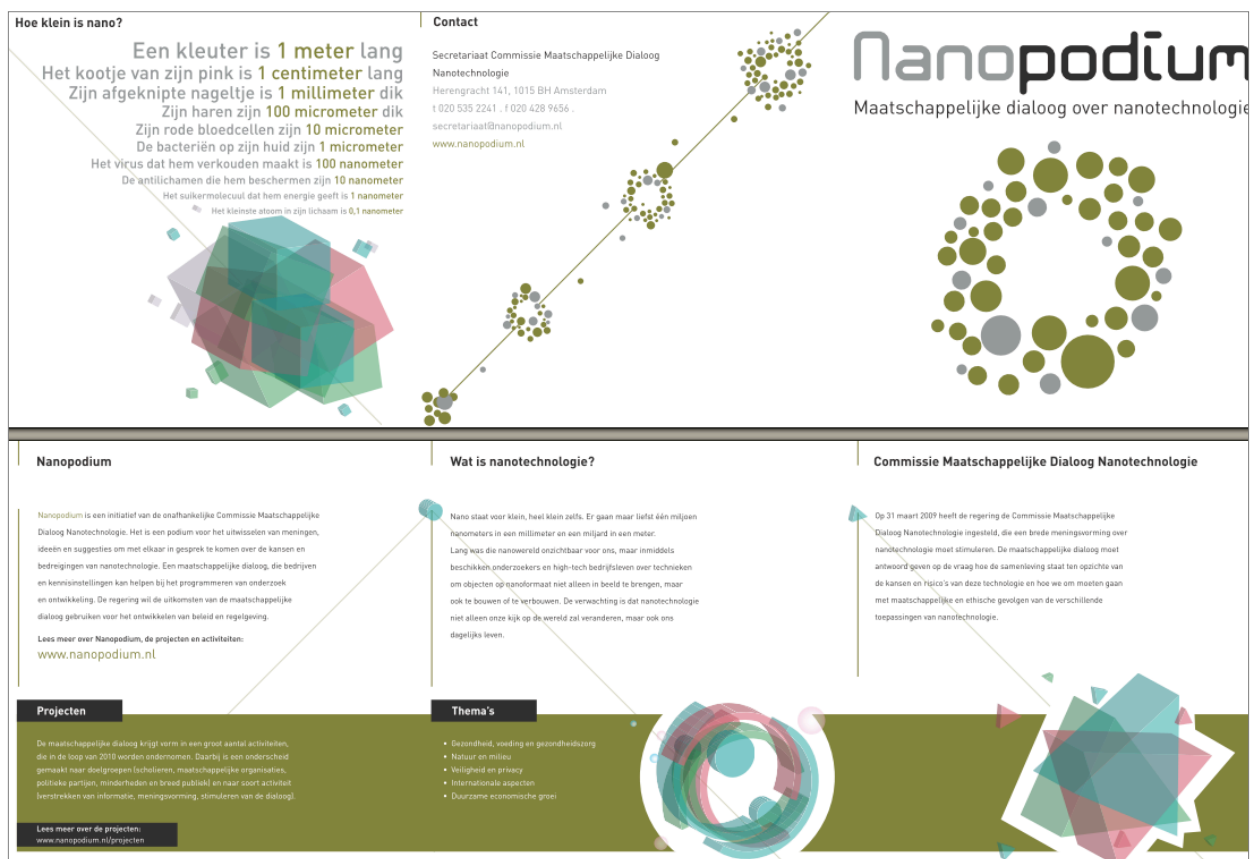 Hoe klein is nano?
Een kleuter is 1 meter lang
Het kootje van zijn pink is 1 centimeter lang
Zijn afgeknipte nageltje is 1 millimeter dik
Zijn haren zijn 100 micrometer dik
Zijn rode bloedcellen zijn 10 micrometer
De bacteriën op zijn huid zijn 1 micrometer
Het virus dat hem verkouden maakt is 100 nanometer
De antilichamen die hem beschermen zijn 10 nanometer
Het suikermolecuul dat hem energie geeft is 1 nanometer
Het kleinste atoom in zijn lichaam is 0,1 nanometer
Contact
Secretariaat Commissie Maatschappelijke Dialoog
Nanotechnologie
Herengracht 141, 1015 BH Amsterdam
t 020 535 2241 . f 020 428 9656 .
secretariaat@nanopodium.nl
www.nanopodium.nl
Nanopodium
Maatschappelijke dialoog over nanotechnologie
Nanopodium
Nanopodium is een initiatief van de onafhankelijke Commissie Maatschappelijke
Dialoog Nanotechnologie. Het is een podium voor het uitwisselen van meningen,
ideeën en suggesties om met elkaar in gesprek te komen over de kansen en
bedreigingen van nanotechnologie. Een maatschappelijke dialoog, die bedrijven
en kennisinstellingen kan helpen bij het programmeren van onderzoek
en ontwikkeling. De regering wil de uitkomsten van de maatschappelijke
dialoog gebruiken voor het ontwikkelen van beleid en regelgeving.
Lees meer over Nanopodium, de projecten en activiteiten:
www.nanopodium.nl
Projecten
De maatschappelijke dialoog krijgt vorm in een groot aantal activiteiten,
die in de loop van 2010 worden ondernomen. Daarbij is een onderscheid
gemaakt naar doelgroepen (scholieren, maatschappelijke organisaties,
politieke partijen, minderheden en breed publiek) en naar soort activiteit
(verstrekken van informatie, meningsvorming, stimuleren van de dialoog).
Lees meer over de projecten:
www.nanopodium.nl/projecten
Wat is nanotechnologie?
Nano staat voor klein, heel klein zelfs. Er gaan maar liefst één miljoen
nanometers in een millimeter en een miljard in een meter.
Lang was die nanowereld onzichtbaar voor ons, maar inmiddels
beschikken onderzoekers en high-tech bedrijfsleven over technieken
om objecten op nanoformaat niet alleen in beeld te brengen, maar
ook te bouwen of te verbouwen. De verwachting is dat nanotechnologie
niet alleen onze kijk op de wereld zal veranderen, maar ook ons
dagelijks leven.
Thema's
• Gezondheid, voeding en gezondheidszorg
• Natuur en milieu
• Veiligheid en privacy
• Internationale aspecten
• Duurzame economische groei
Commissie Maatschappelijke Dialoog Nanotechnologie
Op 31 maart 2009 heeft de regering de Commissie Maatschappelijke
Dialoog Nanotechnologie ingesteld, die een brede meningsvorming over
nanotechnologie moet stimuleren. De maatschappelijke dialoog moet
antwoord geven op de vraag hoe de samenleving staat ten opzichte van
de kansen en risico's van deze technologie en hoe we om moeten gaan
met maatschappelijke en ethische gevolgen van de verschillende
toepassingen van nanotechnologie.